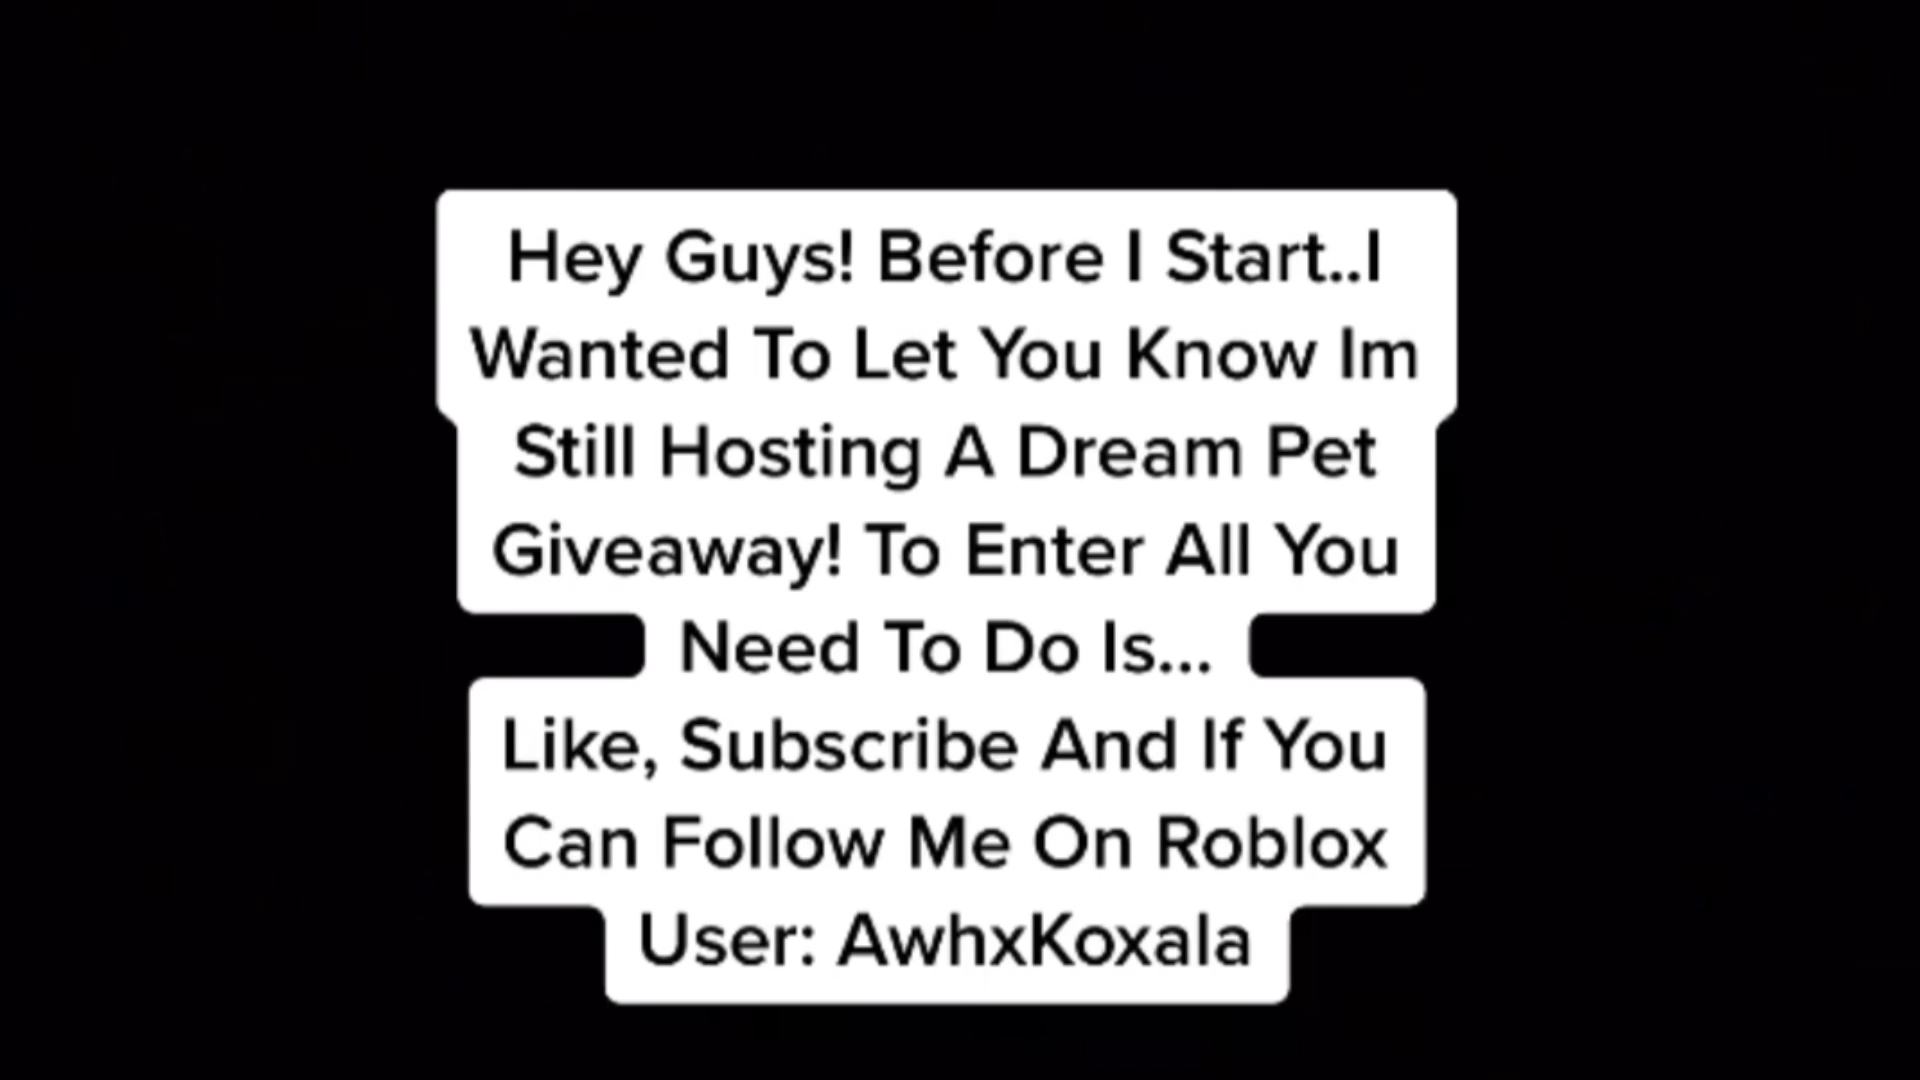 Hey Guys! Before I Start..I
Wanted To Let You Know Im
Still Hosting A Dream Pet
Giveaway! To Enter All You
Need To Do Is...
Like, Subscribe And If You
Can Follow Me On Roblox
User: AwhxKoxala